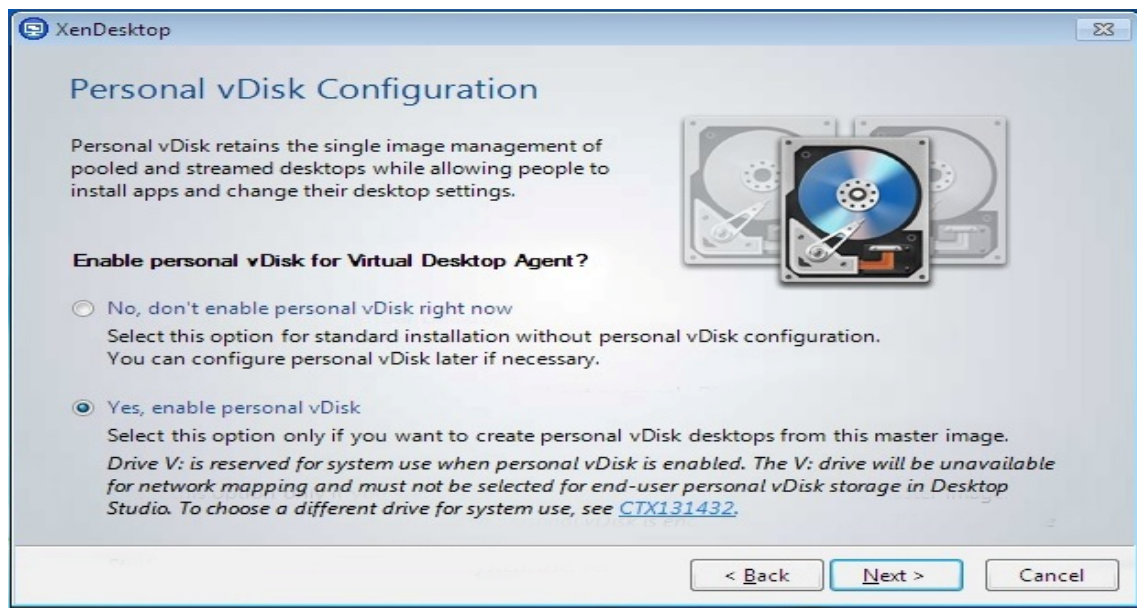 XenDesktop
Personal vDisk Configuration
Personal vDisk retains the single image management of
pooled and streamed desktops while allowing people to
install apps and change their desktop settings.
Enable personal vDisk for Virtual Desktop Agent?
No, don't enable personal vDisk right now
Select this option for standard installation without personal vDisk configuration.
You can configure personal vDisk later if necessary.
Yes, enable personal vDisk
Select this option only if you want to create personal vDisk desktops from this master image.
Drive V: is reserved for system use when personal vDisk is enabled. The V: drive will be unavailable
for network mapping and must not be selected for end-user personal vDisk storage in Desktop
Studio. To choose a different drive for system use, see CTX131432.
< Back Next > Cancel